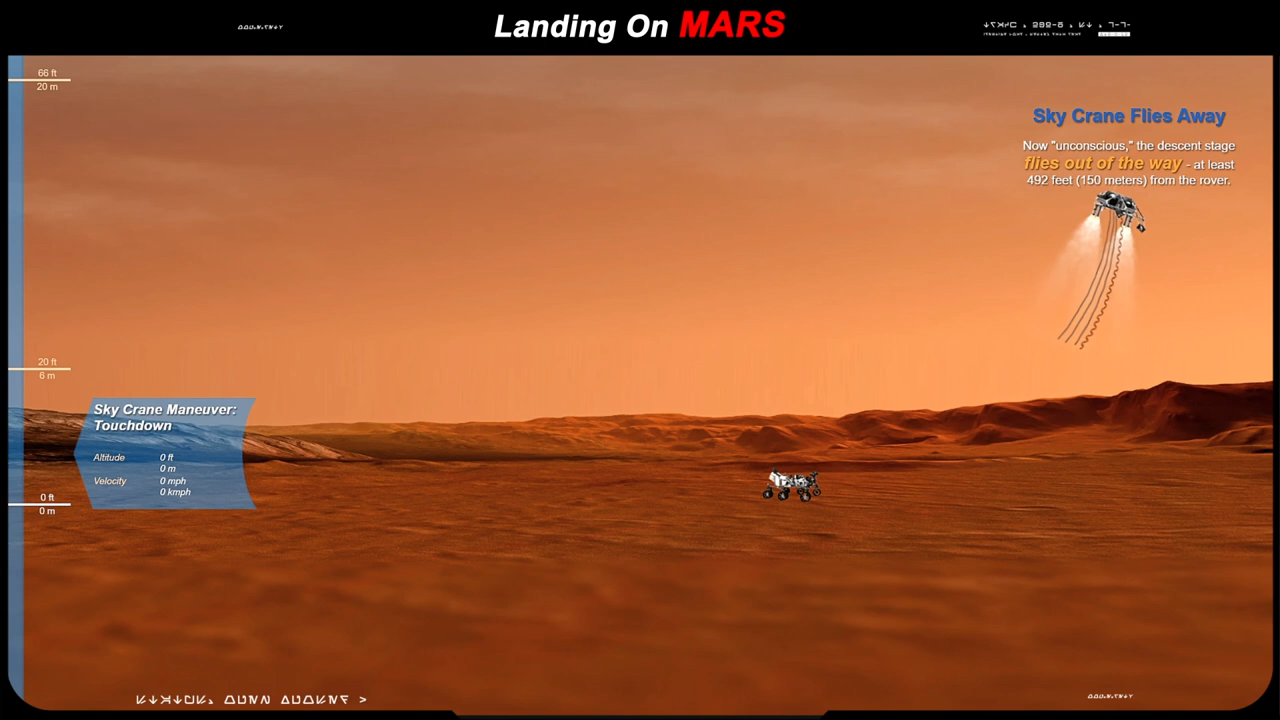 Landing On MARS
66 ft
20 m
Sky Crane Flies Away
Now "unconscious," the descent stage
flies out of the way - at least
492 feet (150 meters) from the rover.
20 ft
6 m
Sky Crane Maneuver:
Touchdown
Altitude 0 ft
0 m
Velocity 0 mph
0 kmph
0 ft
0 m